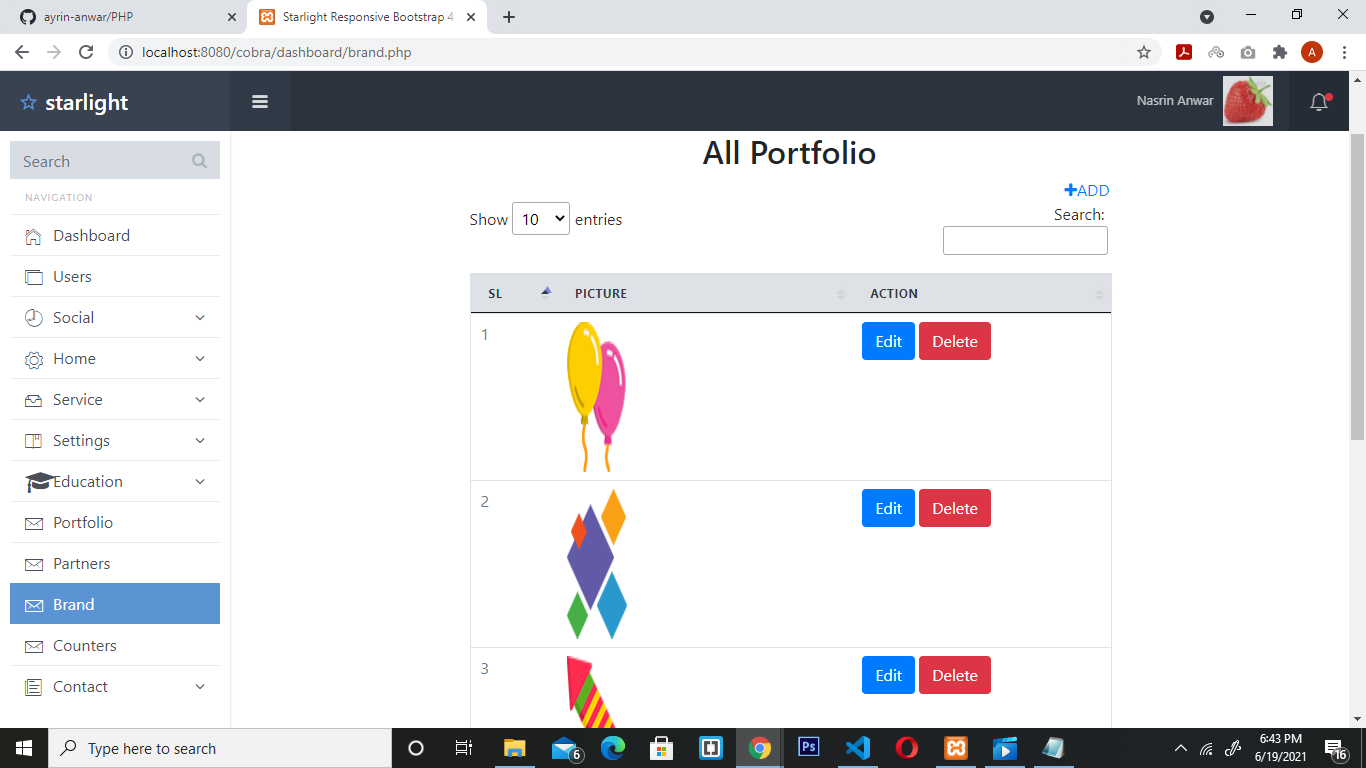 ayrin-anwar/PHP
Starlight Responsive Bootstrap 4
localhost:8080/cobra/dashboard/brand.php
A
starlight
Nasrin Anwar
Search
NAVIGATION
Dashboard
Users
Social
Home
Service
Settings
Education
Portfolio
Partners
Brand
Counters
Contact
All Portfolio
ADD
Show 10 entries
Search:
SL PICTURE ACTION
1 Edit Delete
2 Edit Delete
3 Edit Delete
Type here to search
6
Ps
6:43 PM
6/19/2021
16